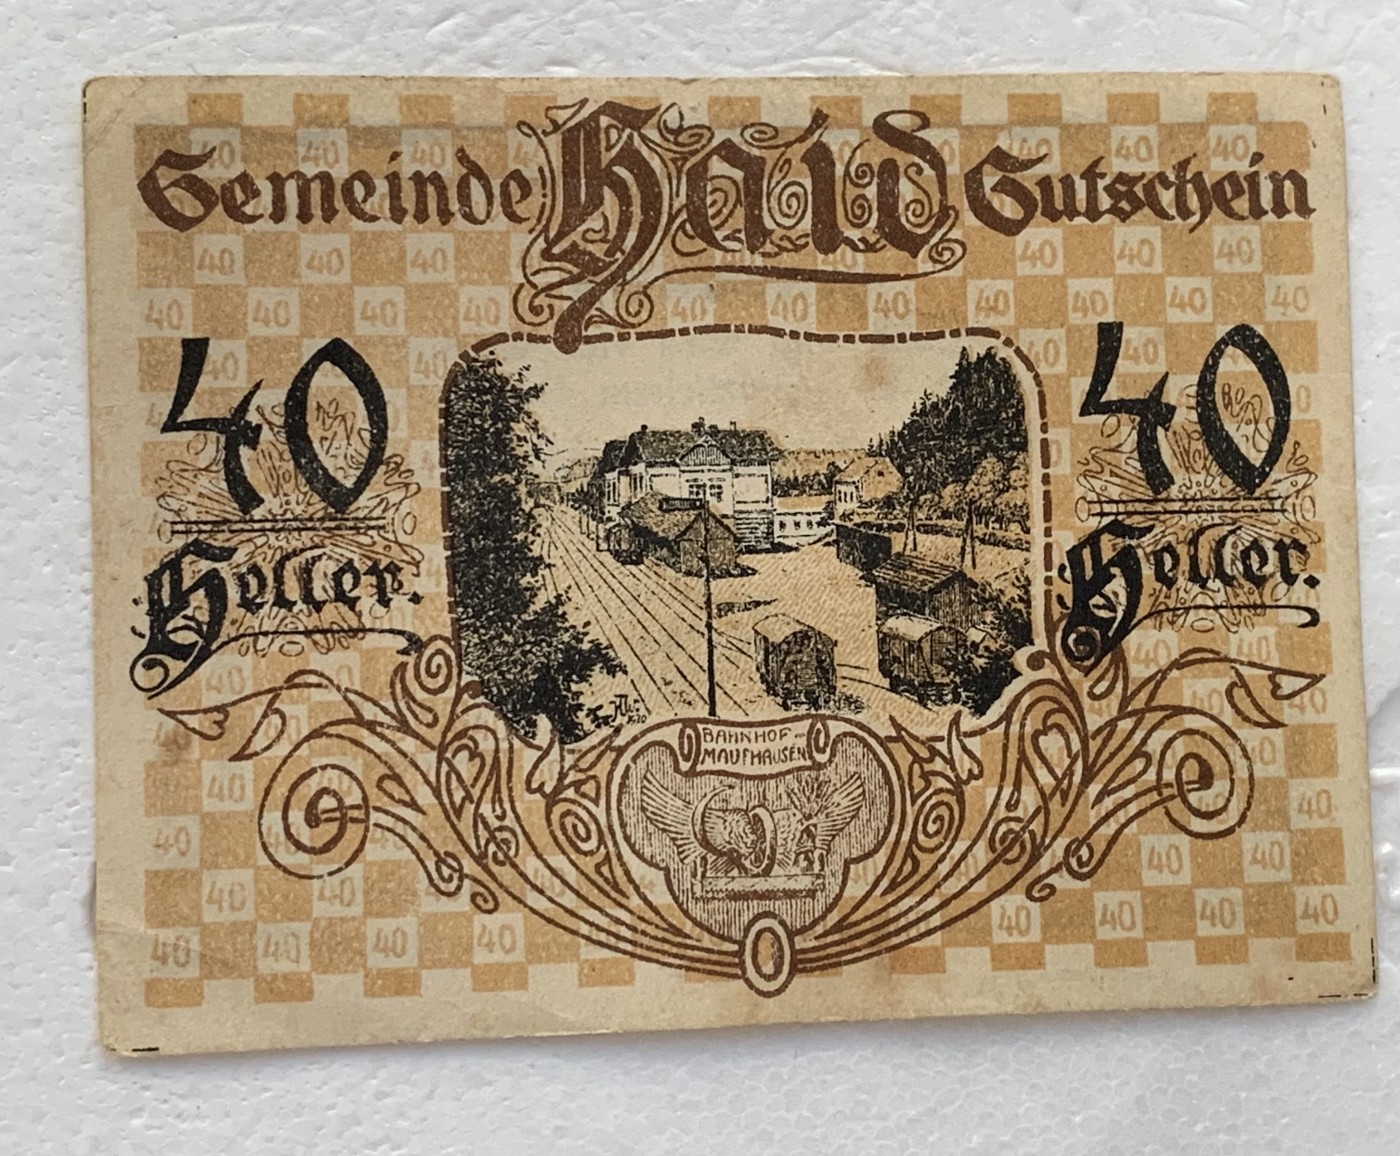 Gemeinde Haid Gutschein
40 Heller.
40 Heller.
BAHNHOF-
MAUTHAUSEN